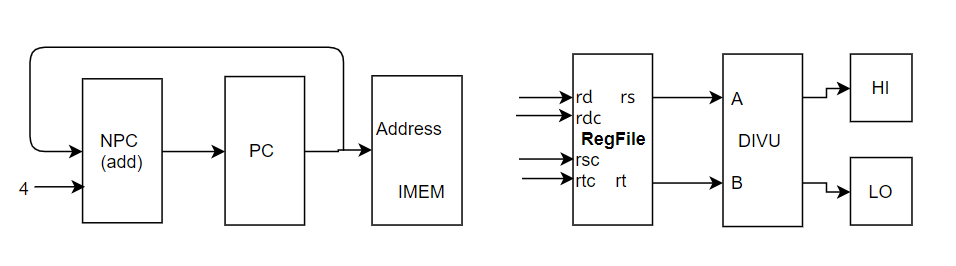 NPC
(add)
4
PC
Address
IMEM
rd
rs
rdc
RegFile
rsc
rtc
rt
A
DIVU
B
HI
LO